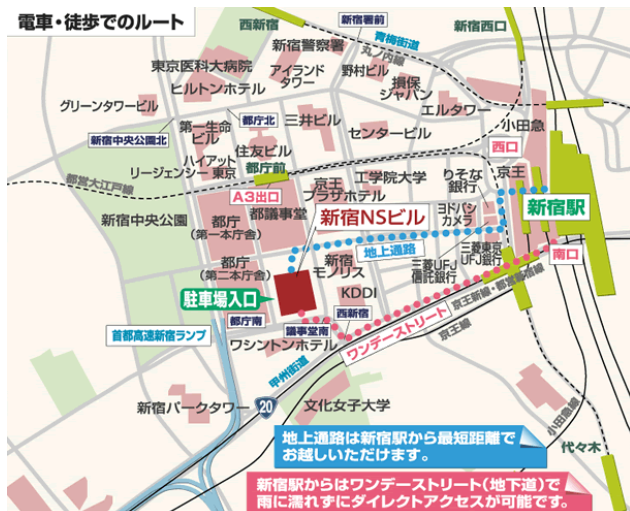 電車・徒歩でのルート
西新宿
新宿署前
青梅街道
新宿西口
丸ノ内線
新宿警察署
東京医科大病院
アイランド
タワー
野村ビル
ヒルトンホテル
損保
ジャパン
グリーンタワービル
エルタワー
都庁北
三井ビル
小田急
新宿中央公園北
第一生命
ビル
センタービル
住友ビル
西口
ハイアット
リージェンシー 東京
都庁前
工学院大学
りそな
銀行
京王
都営大江戸線
A3出口
京王
プラザホテル
新宿駅
新宿中央公園
都庁
(第一本庁舎)
都議事堂
新宿NSビル
ヨドバシ
カメラ
地上通路
三菱東京
UFJ銀行
南口
都庁
(第二本庁舎)
新宿
モノリス
三菱UFJ
信託銀行
駐車場入口
KDDI
京王新線・都営新宿線
都庁南
議事堂南
西新宿
ワンデーストリート
京王線
首都高速新宿ランプ
ワシントンホテル
甲州街道
新宿パークタワー
20
文化女子大学
小田急線
代々木
地上通路は新宿駅から最短距離で
お越しいただけます。
新宿駅からはワンデーストリート(地下道)で
雨に濡れずにダイレクトアクセスが可能です。